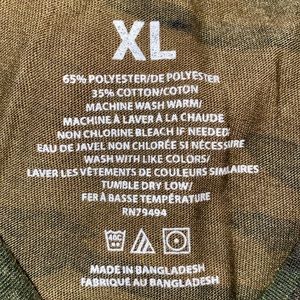 XL
65% POLYESTER/DE POLYESTER
35% COTTON/COTON
MACHINE WASH WARM/
MACHINE À LAVER À LA CHAUDE
NON CHLORINE BLEACH IF NEEDED/
EAU DE JAVEL NON CHLORÉE SI NÉCESSAIRE
WASH WITH LIKE COLORS/
LAVER LES VÊTEMENTS DE COULEURS SIMILAIRES
TUMBLE DRY LOW/
FER À BASSE TEMPÉRATURE
RN79494
MADE IN BANGLADESH
FABRIQUE AU BANGLADESH